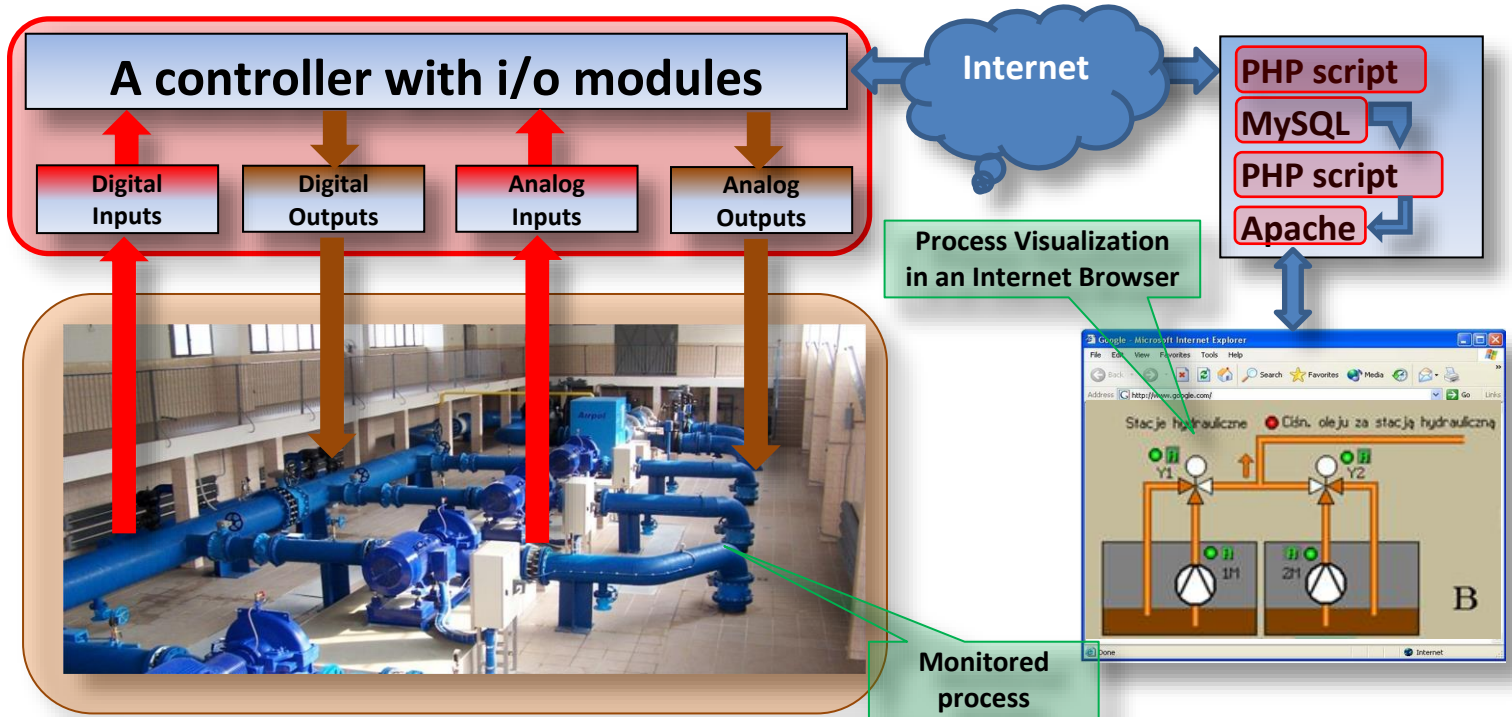 A controller with i/o modules
Digital
Inputs
Digital
Outputs
Analog
Inputs
Analog
Outputs
Internet
PHP script
MySQL
PHP script
Apache
Process Visualization
in an Internet Browser
Airpol
Google - Microsoft Internet Explorer
File Edit View Favorites Tools Help
Back Search Favorites Media
Address http://www.google.com/ Go Links
Stacje hydrauliczne Ciśn. oleju za stacją hydrauliczną
Y1 Y2
1M 2M
B
Done Internet
Monitored
process